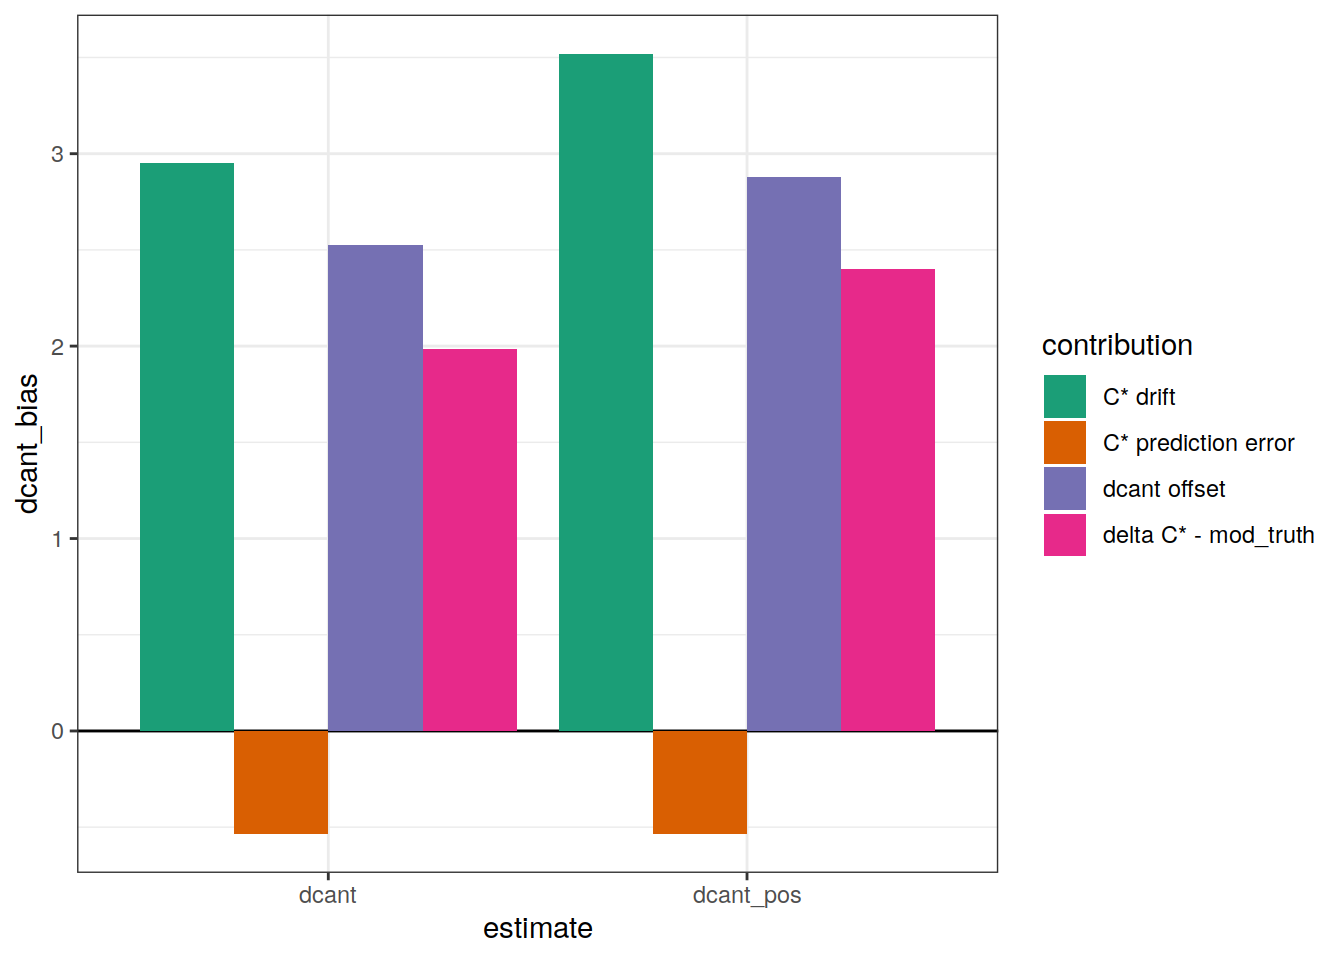 dcant_bias
3
2
1
0
dcant
dcant_pos
estimate
contribution
C* drift
C* prediction error
dcant offset
delta C* - mod_truth